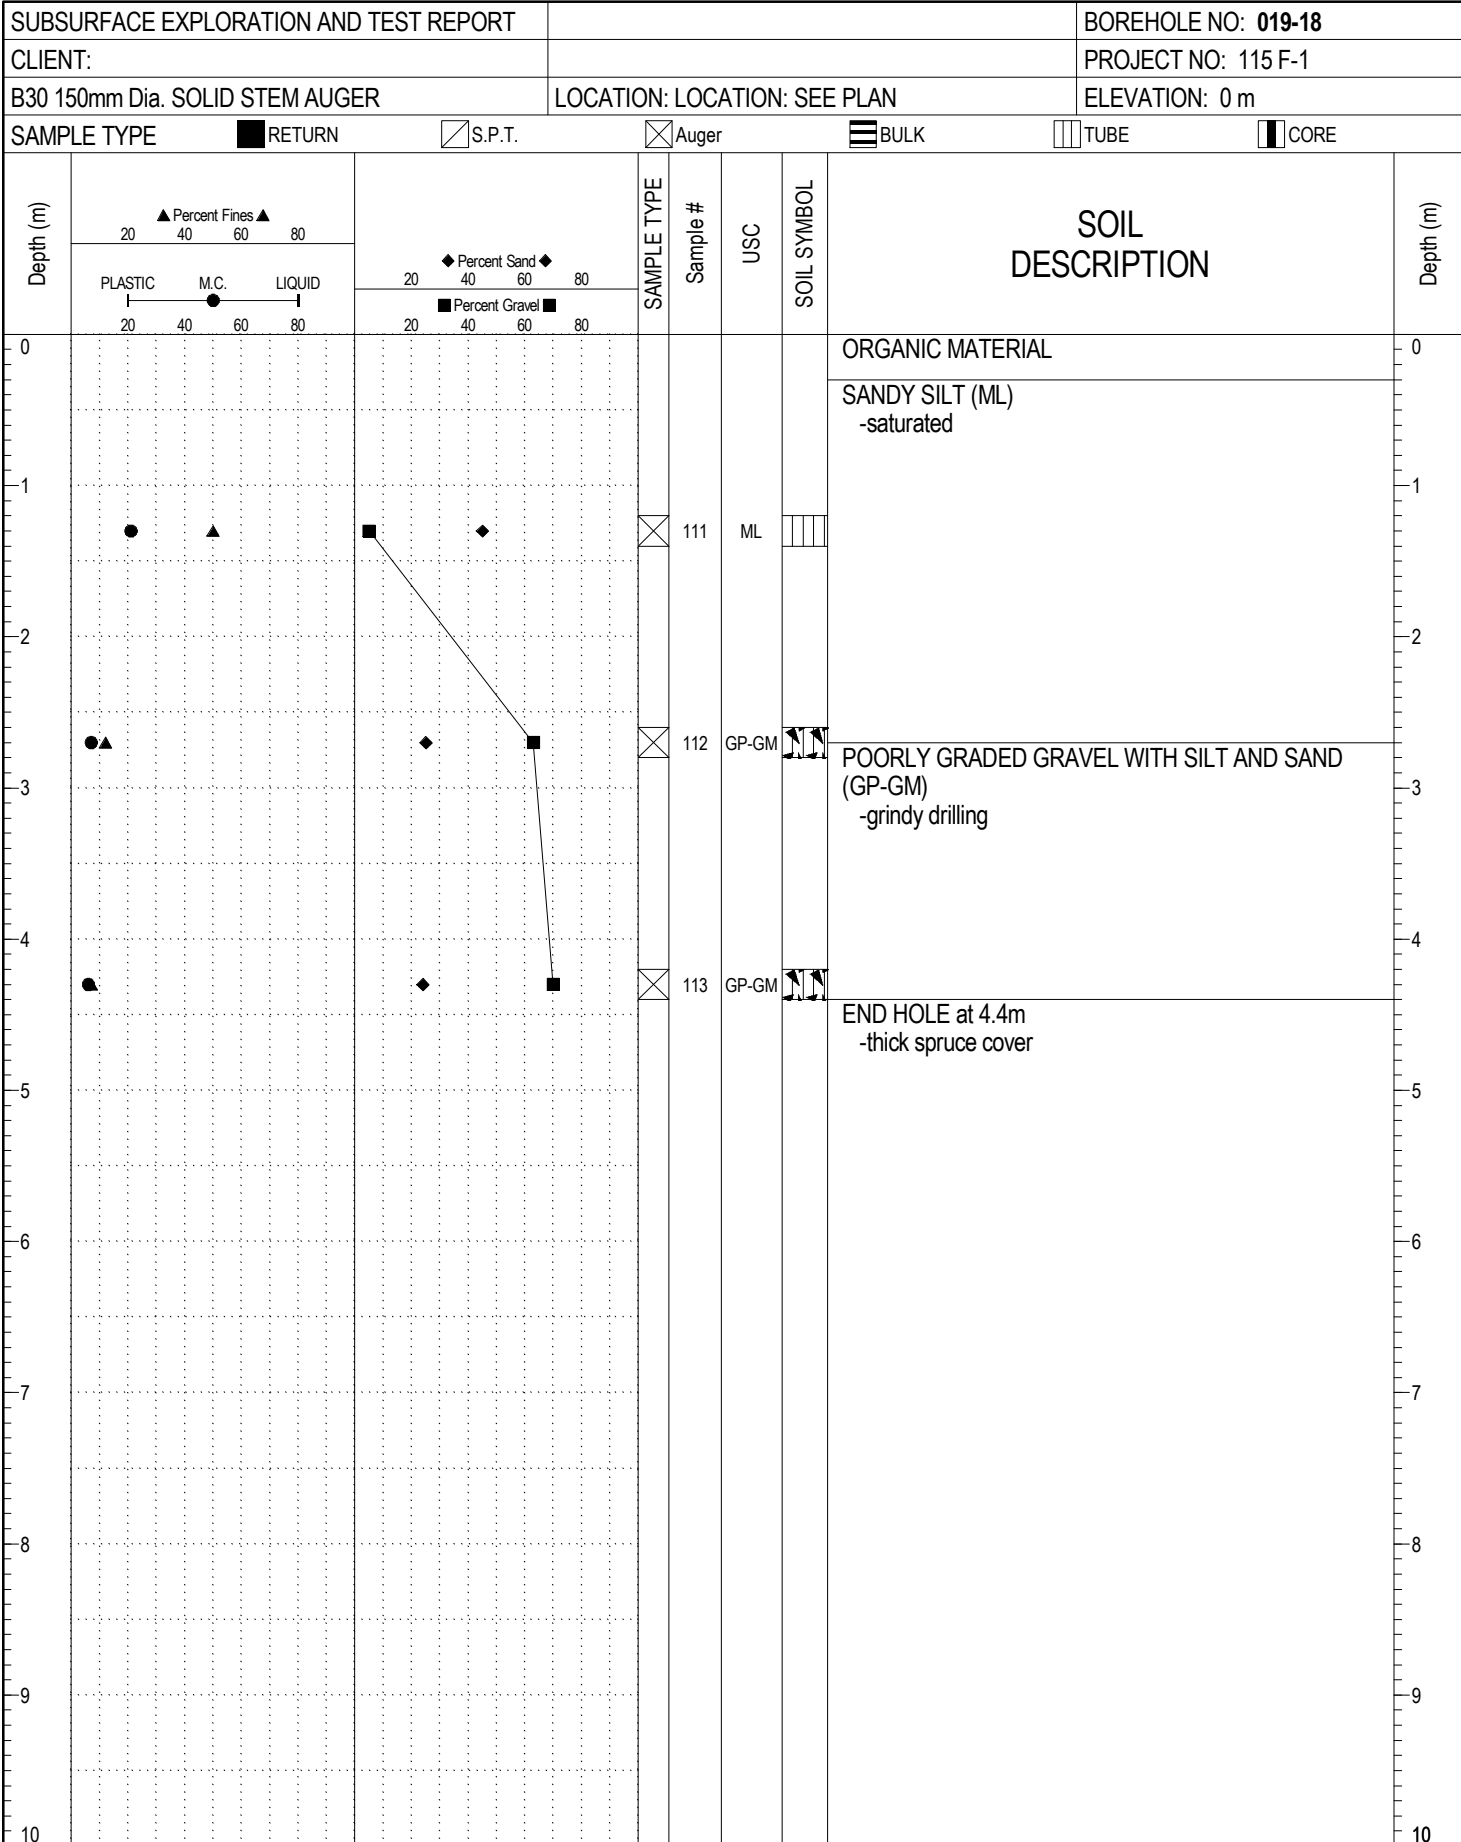 SUBSURFACE EXPLORATION AND TEST REPORT
BOREHOLE NO: 019-18
CLIENT:
PROJECT NO: 115 F-1
B30 150mm Dia. SOLID STEM AUGER
LOCATION: LOCATION: SEE PLAN
ELEVATION: 0 m
SAMPLE TYPE
RETURN
S.P.T.
Auger
BULK
TUBE
CORE
Depth (m)
Percent Fines
20 40 60 80
PLASTIC M.C. LIQUID
20 40 60 80
Percent Sand
20 40 60 80
Percent Gravel
20 40 60 80
SAMPLE TYPE
Sample #
USC
SOIL SYMBOL
SOIL
DESCRIPTION
Depth (m)
0
ORGANIC MATERIAL
0
SANDY SILT (ML)
-saturated
1
1
111 ML
2
2
112 GP-GM
POORLY GRADED GRAVEL WITH SILT AND SAND
(GP-GM)
3
3
-grindy drilling
4
4
113 GP-GM
END HOLE at 4.4m
-thick spruce cover
5
5
6
6
7
7
8
8
9
9
10
10